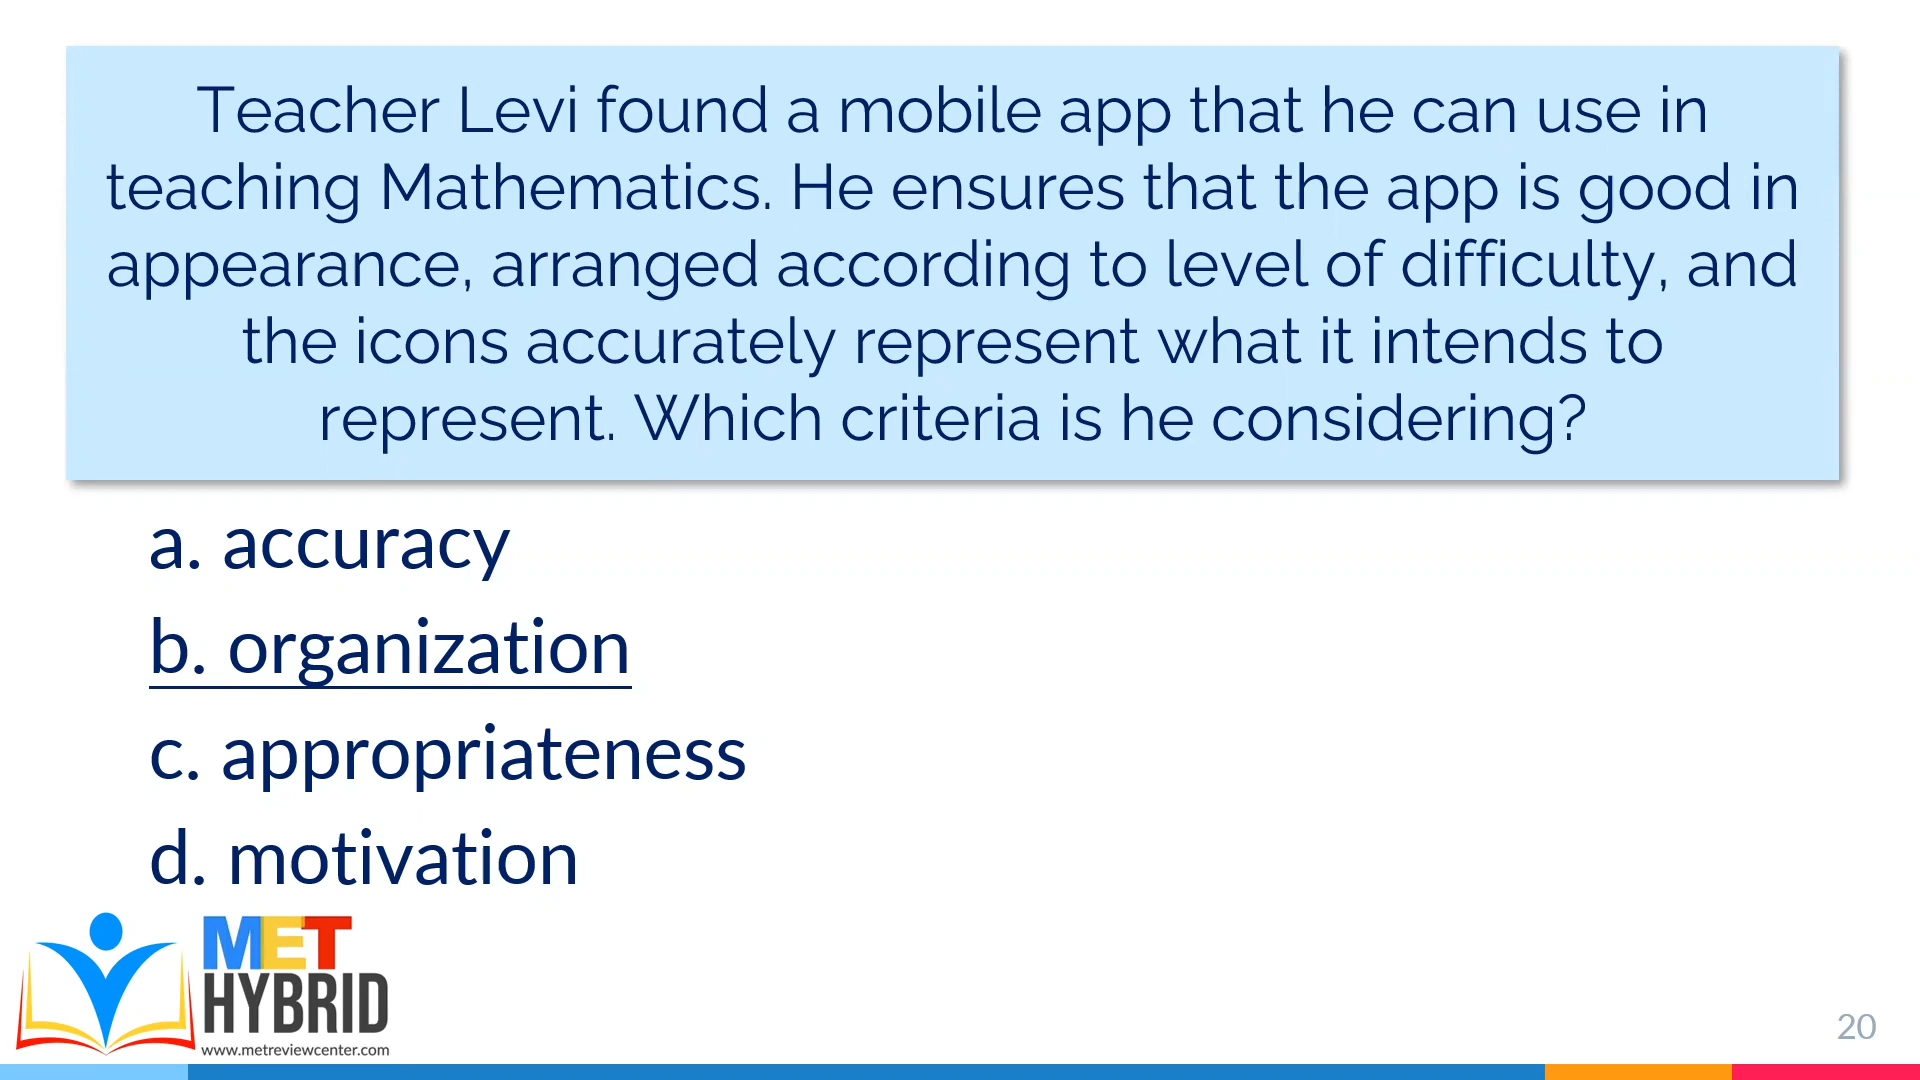 Teacher Levi found a mobile app that he can use in
teaching Mathematics. He ensures that the app is good in
appearance, arranged according to level of difficulty, and
the icons accurately represent what it intends to
represent. Which criteria is he considering?
a. accuracy
b. organization
c. appropriateness
d. motivation
MET
HYBRID
www.metreviewcenter.com
20